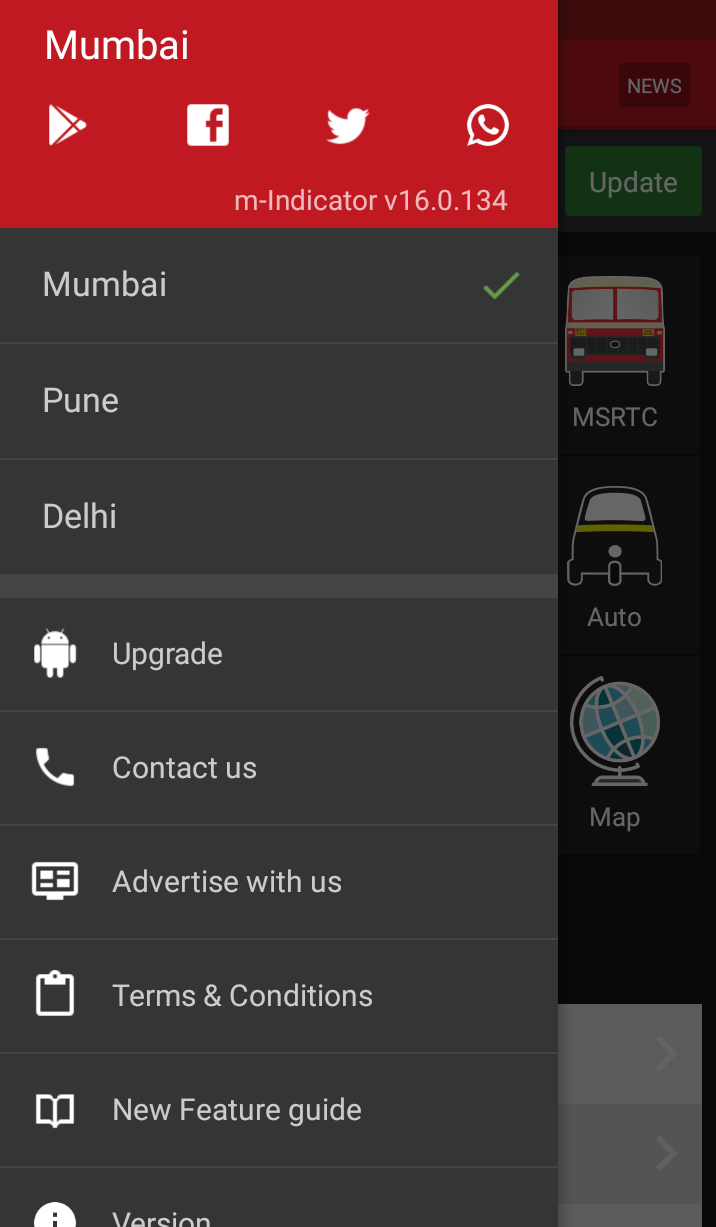 Mumbai
NEWS
m-Indicator v16.0.134
Update
Mumbai
Pune
MSRTC
Delhi
Auto
Upgrade
Contact us
Map
Advertise with us
Terms & Conditions
New Feature guide
Version